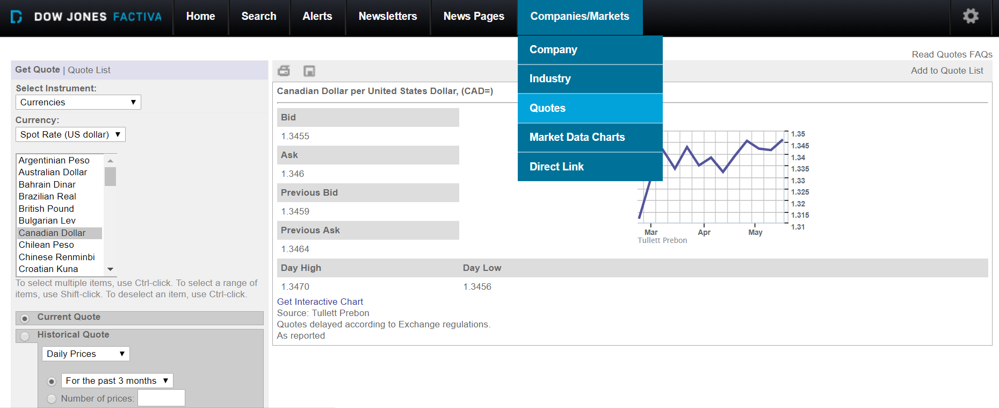 DOW JONES FACTIVA
Home
Search
Alerts
Newsletters
News Pages
Companies/Markets
Company
Industry
Quotes
Market Data Charts
Direct Link
Read Quotes FAQs
Add to Quote List
Get Quote | Quote List
Select Instrument:
Currencies
Currency:
Spot Rate (US dollar)
Argentinian Peso
Australian Dollar
Bahrain Dinar
Brazilian Real
British Pound
Bulgarian Lev
Canadian Dollar
Chilean Peso
Chinese Renminbi
Croatian Kuna
To select multiple items, use Ctrl-click. To select a range of
items, use Shift-click. To deselect an item, use Ctrl-click.
Current Quote
Historical Quote
Daily Prices
For the past 3 months
Number of prices:
Canadian Dollar per United States Dollar, (CAD=)
Bid
1.3455
Ask
1.346
Previous Bid
1.3459
Previous Ask
1.3464
Day High Day Low
1.3470 1.3456
Get Interactive Chart
Source: Tullett Prebon
Quotes delayed according to Exchange regulations.
As reported
1.35
1.345
1.34
1.335
1.33
1.325
1.32
1.315
1.31
Mar Apr May
Tullett Prebon